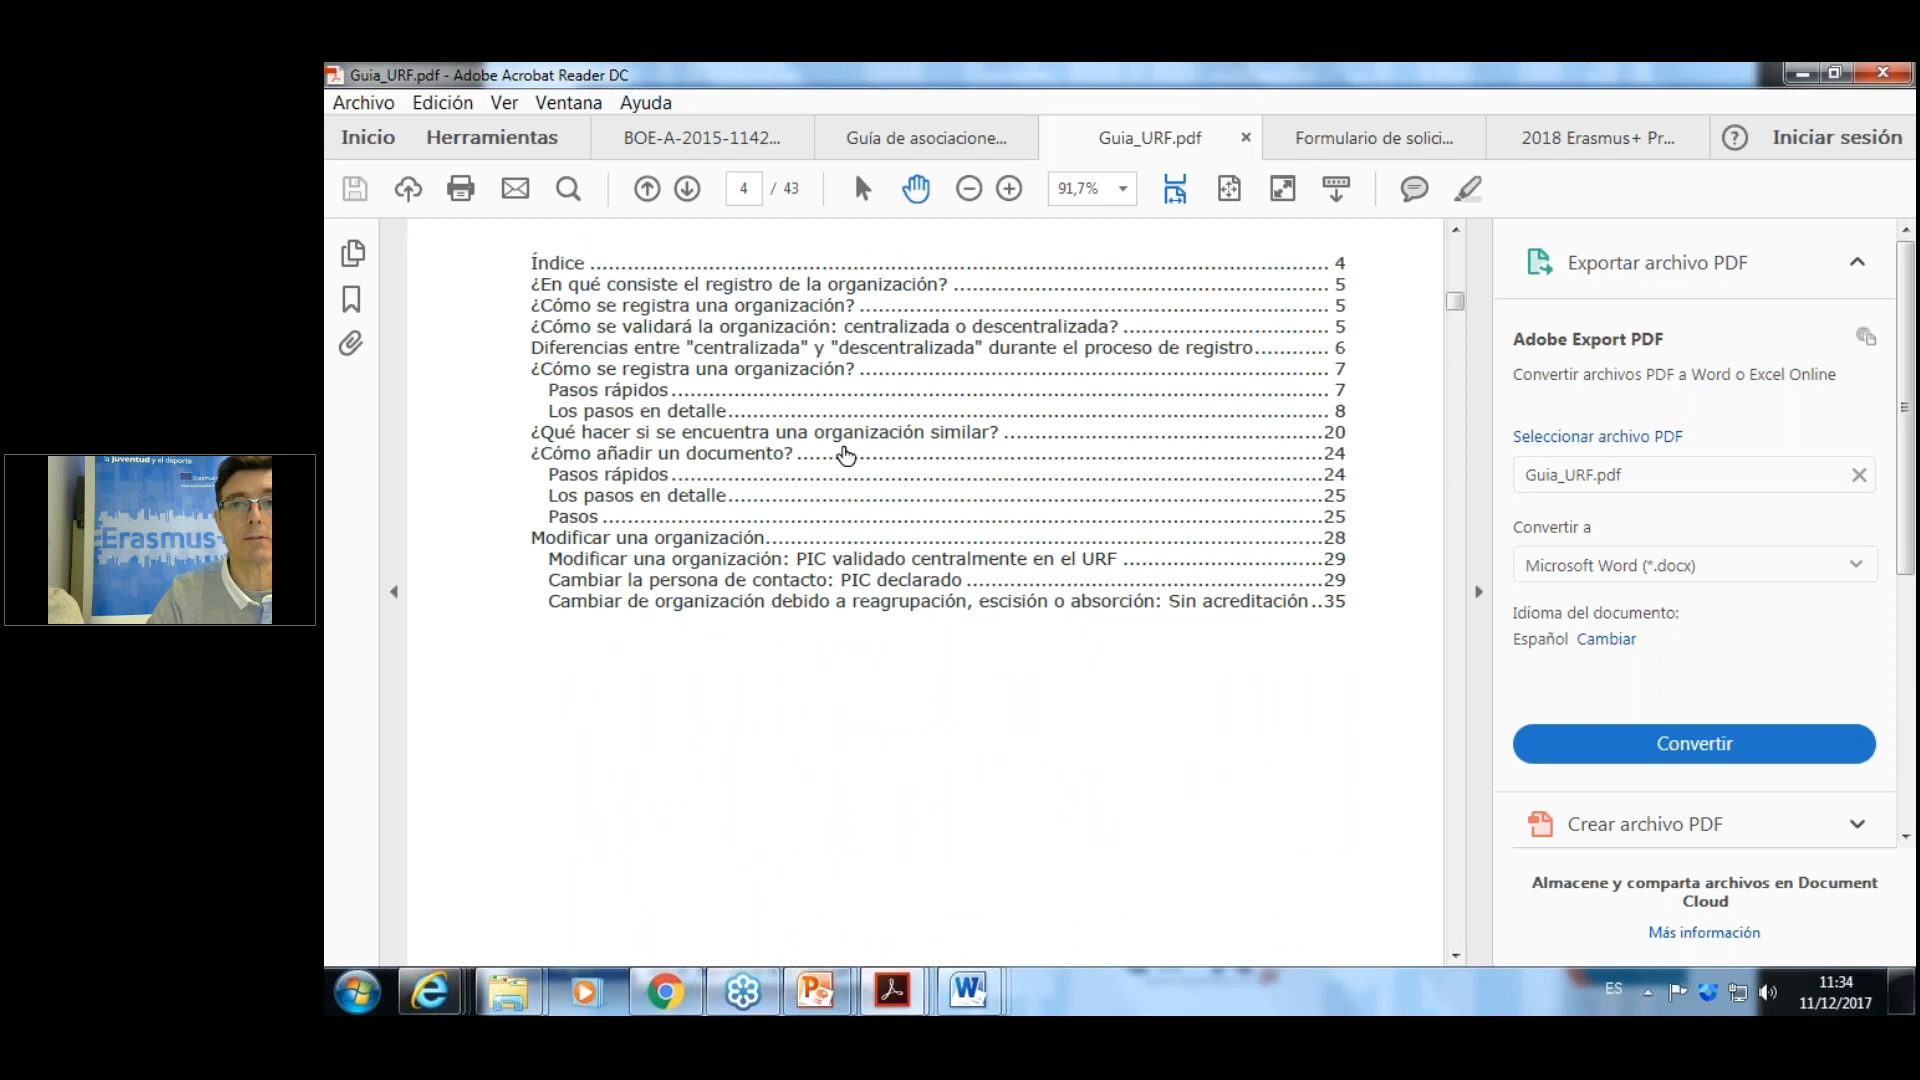 Guia_URF.pdf - Adobe Acrobat Reader DC
Archivo Edición Ver Ventana Ayuda
Inicio Herramientas BOE-A-2015-1142... Guía de asociacione... Guia_URF.pdf Formulario de solici... 2018 Erasmus+ Pr... Iniciar sesión
4 / 43 91,7%
Índice 4
¿En qué consiste el registro de la organización? 5
¿Cómo se registra una organización? 5
¿Cómo se validará la organización: centralizada o descentralizada? 5
Diferencias entre "centralizada" y "descentralizada" durante el proceso de registro 6
¿Cómo se registra una organización? 7
Pasos rápidos 7
Los pasos en detalle 8
¿Qué hacer si se encuentra una organización similar? 20
¿Cómo añadir un documento? 24
Pasos rápidos 24
Los pasos en detalle 25
Pasos 25
Modificar una organización 28
Modificar una organización: PIC validado centralmente en el URF 29
Cambiar la persona de contacto: PIC declarado 29
Cambiar de organización debido a reagrupación, escisión o absorción: Sin acreditación 35
Exportar archivo PDF
Adobe Export PDF
Convertir archivos PDF a Word o Excel Online
Seleccionar archivo PDF
Guia_URF.pdf
Convertir a
Microsoft Word (*.docx)
Idioma del documento:
Español Cambiar
Convertir
Crear archivo PDF
Almacene y comparta archivos en Document
Cloud
Más información
la juventud y el deporte
Erasmus+
ES
11:34
11/12/2017